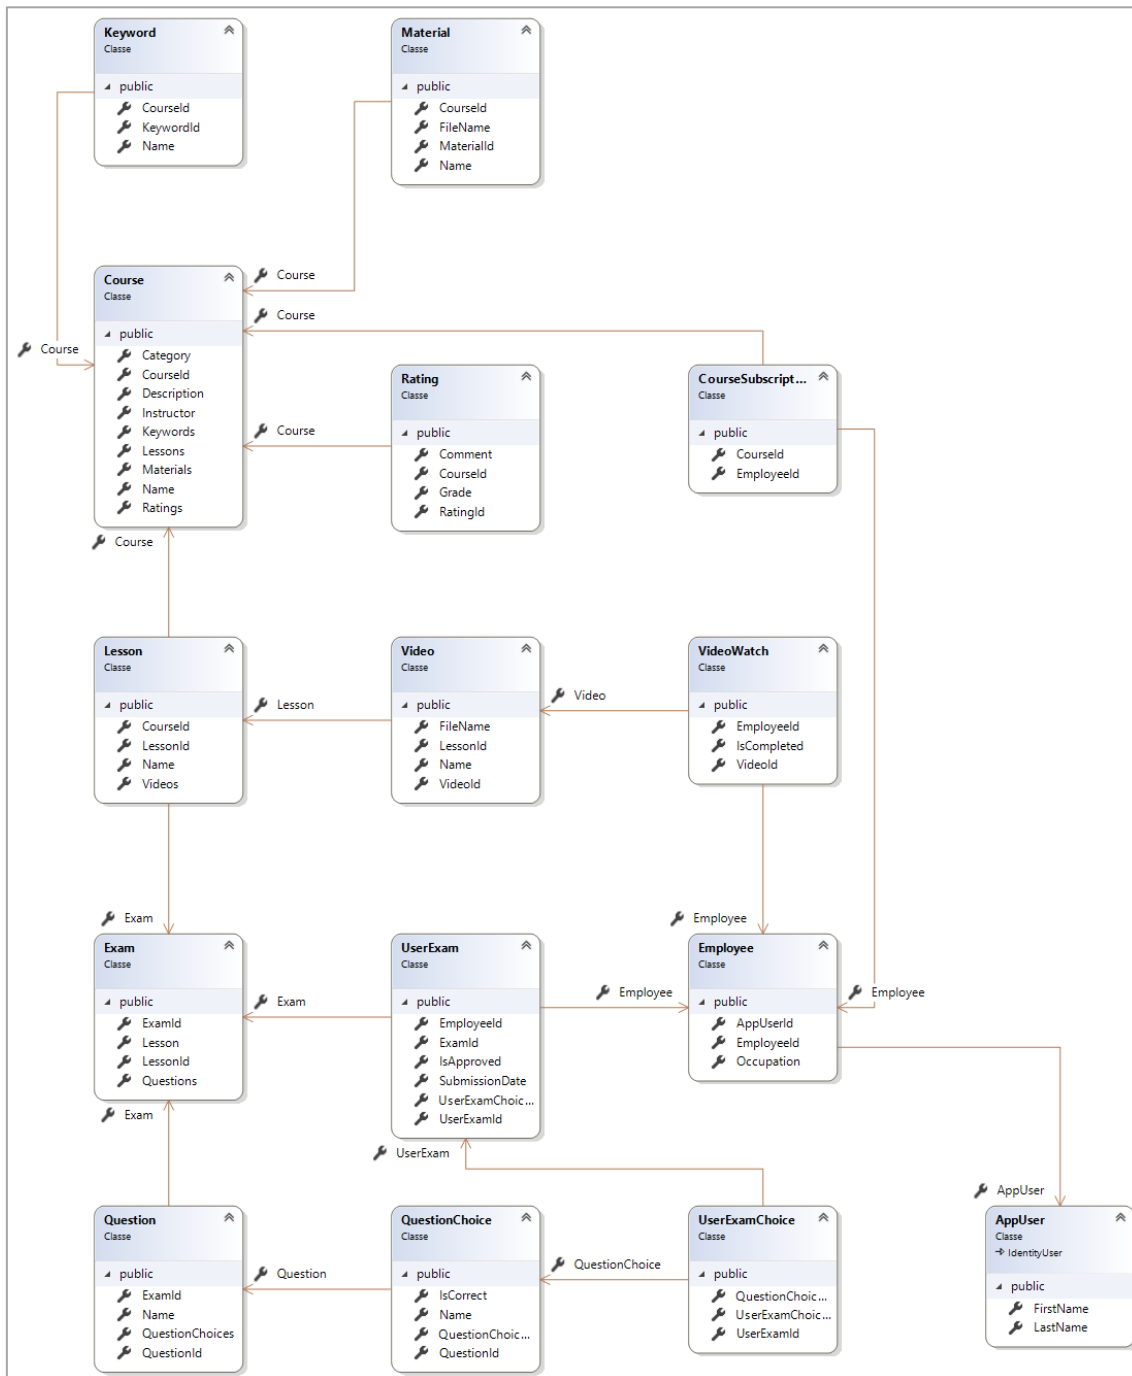 Keyword
Classe
public
CourseId
KeywordId
Name
Material
Classe
public
CourseId
FileName
MaterialId
Name
Course
Course
Course
Course
Classe
public
Category
CourseId
Description
Instructor
Keywords
Lessons
Materials
Name
Ratings
Course
Rating
Classe
public
Comment
CourseId
Grade
RatingId
CourseSubscript...
Classe
public
CourseId
EmployeeId
Course
Lesson
Classe
public
CourseId
LessonId
Name
Videos
Lesson
Video
Classe
public
FileName
LessonId
Name
VideoId
Video
VideoWatch
Classe
public
EmployeeId
IsCompleted
VideoId
Exam
Employee
Exam
Classe
public
ExamId
Lesson
LessonId
Questions
Exam
UserExam
Classe
public
EmployeeId
ExamId
IsApproved
SubmissionDate
UserExamChoic...
UserExamId
Employee
Employee
Classe
public
AppUserId
EmployeeId
Occupation
Employee
Exam
UserExam
AppUser
Question
Classe
public
ExamId
Name
QuestionChoices
QuestionId
Question
QuestionChoice
Classe
public
IsCorrect
Name
QuestionChoic...
QuestionId
QuestionChoice
UserExamChoice
Classe
public
QuestionChoic...
UserExamChoic...
UserExamId
AppUser
Classe
IdentityUser
public
FirstName
LastName